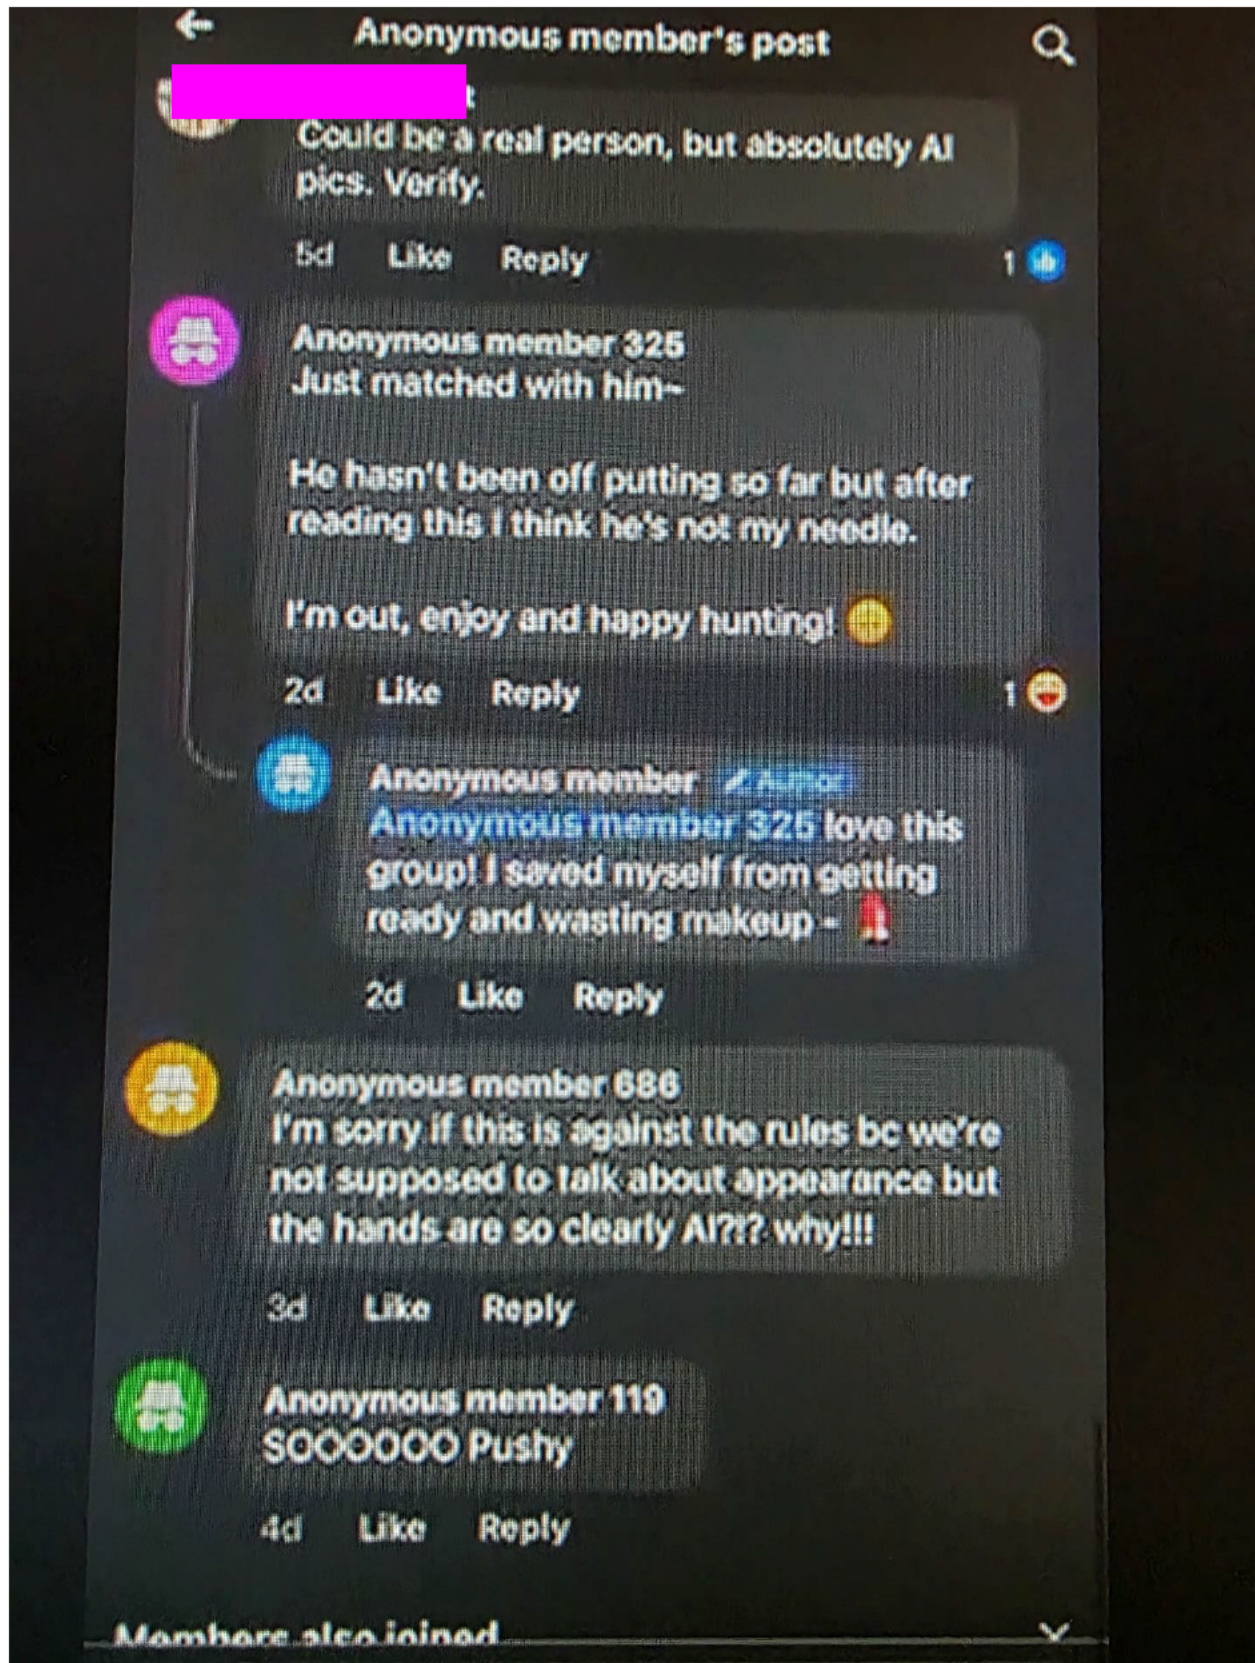 Anonymous member's post
Could be a real person, but absolutely AI
pics. Verify.
5d Like Reply 1
Anonymous member 325
Just matched with him~
He hasn't been off putting so far but after
reading this i think he's not my needle.
I'm out, enjoy and happy hunting!
2d Like Reply 1
Anonymous member Author
Anonymous member 325 love this
group! I saved myself from getting
ready and wasting makeup -
2d Like Reply
Anonymous member 686
I'm sorry if this is against the rules bc we're
not supposed to talk about appearance but
the hands are so clearly AI?!? why!!!
3d Like Reply
Anonymous member 119
SOOOOOO Pushy
4d Like Reply
Members also joined